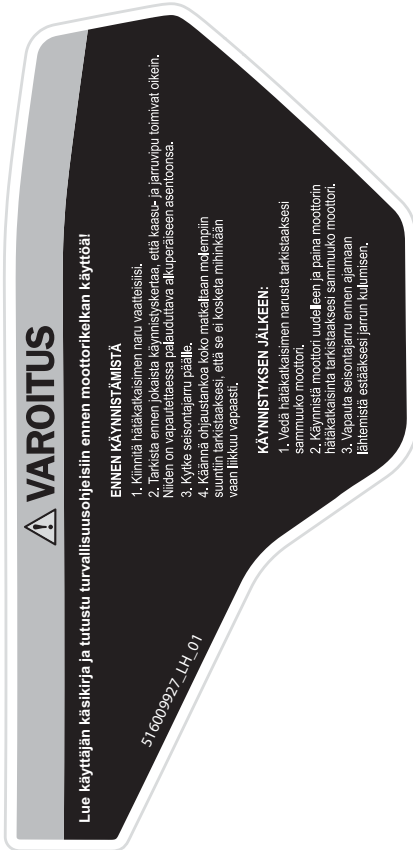 ⚠ VAROITUS
Lue käyttäjän käsikirja ja tutustu turvallisuusohjeisiin ennen moottorikelkan käyttöä!
ENNEN KÄYNNISTÄMISTÄ
1. Kiinnitä hätäkatkaisimen naru vaatteisiisi.
2. Tarkista ennen jokaista käynnistyskertaa, että kaasu- ja jarruvipu toimivat oikein.
Niiden on vapautettaessa palauduttava alkuperäiseen asentoonsa.
3. Kytke seisontajarru päälle.
4. Käännä ohjaustankoa koko matkaltaan molempiin
suuntiin tarkistaaksesi, että se ei kosketa mihinkään
vaan liikkuu vapaasti.
KÄYNNISTYKSEN JÄLKEEN:
1. Vedä hätäkatkaisimen narusta tarkistaaksesi
sammuuko moottori.
2. Käynnistä moottori uudelleen ja paina moottorin
hätäkatkaisinta tarkistaaksesi sammuuko moottori.
3. Vapauta seisontajarru ennen ajamaan
lähtemistä estääksesi jarrun kulumisen.
516009927_LH_01